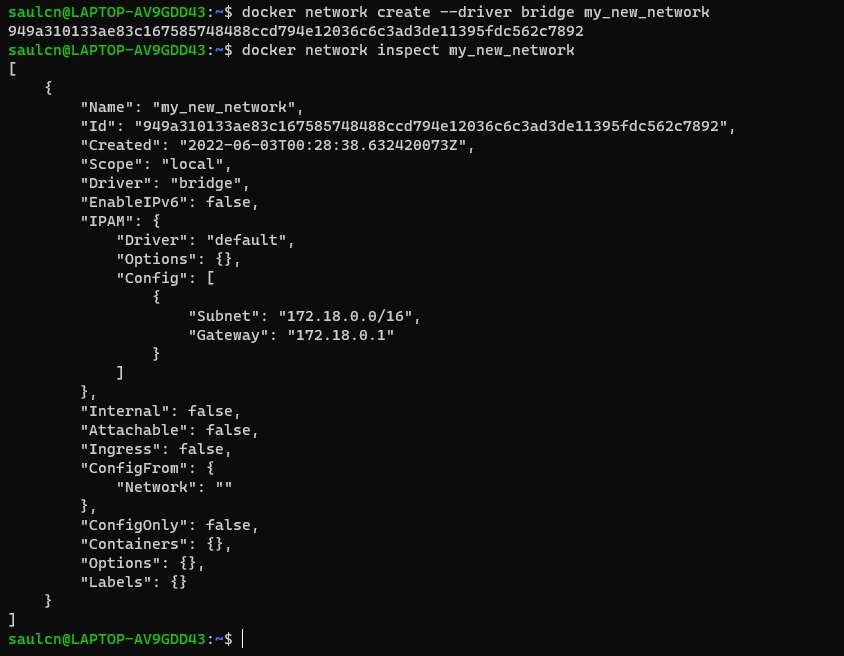 saulcn@LAPTOP-AV9GDD43:~$ docker network create --driver bridge my_new_network
949a310133ae83c167585748488ccd794e12036c6c3ad3de11395fdc562c7892
saulcn@LAPTOP-AV9GDD43:~$ docker network inspect my_new_network
[
    {
        "Name": "my_new_network",
        "Id": "949a310133ae83c167585748488ccd794e12036c6c3ad3de11395fdc562c7892",
        "Created": "2022-06-03T00:28:38.632420073Z",
        "Scope": "local",
        "Driver": "bridge",
        "EnableIPv6": false,
        "IPAM": {
            "Driver": "default",
            "Options": {},
            "Config": [
                {
                    "Subnet": "172.18.0.0/16",
                    "Gateway": "172.18.0.1"
                }
            ]
        },
        "Internal": false,
        "Attachable": false,
        "Ingress": false,
        "ConfigFrom": {
            "Network": ""
        },
        "ConfigOnly": false,
        "Containers": {},
        "Options": {},
        "Labels": {}
    }
]
saulcn@LAPTOP-AV9GDD43:~$